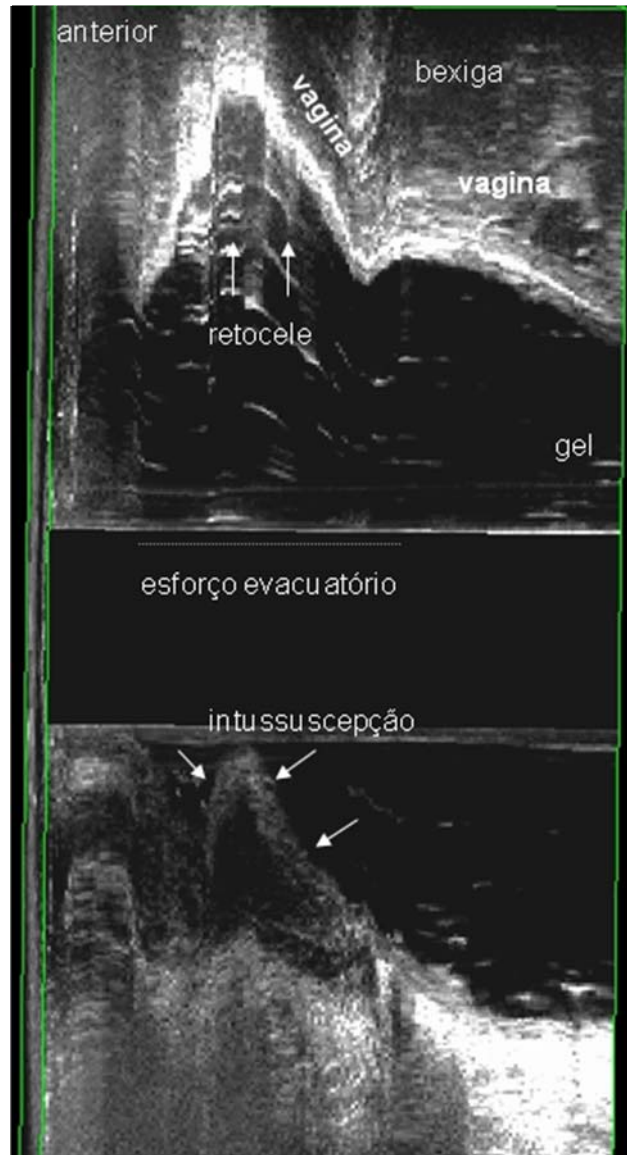 anterior
bexiga
vagina
vagina
retocele
gel
esforço evacuatório
intussuscepção